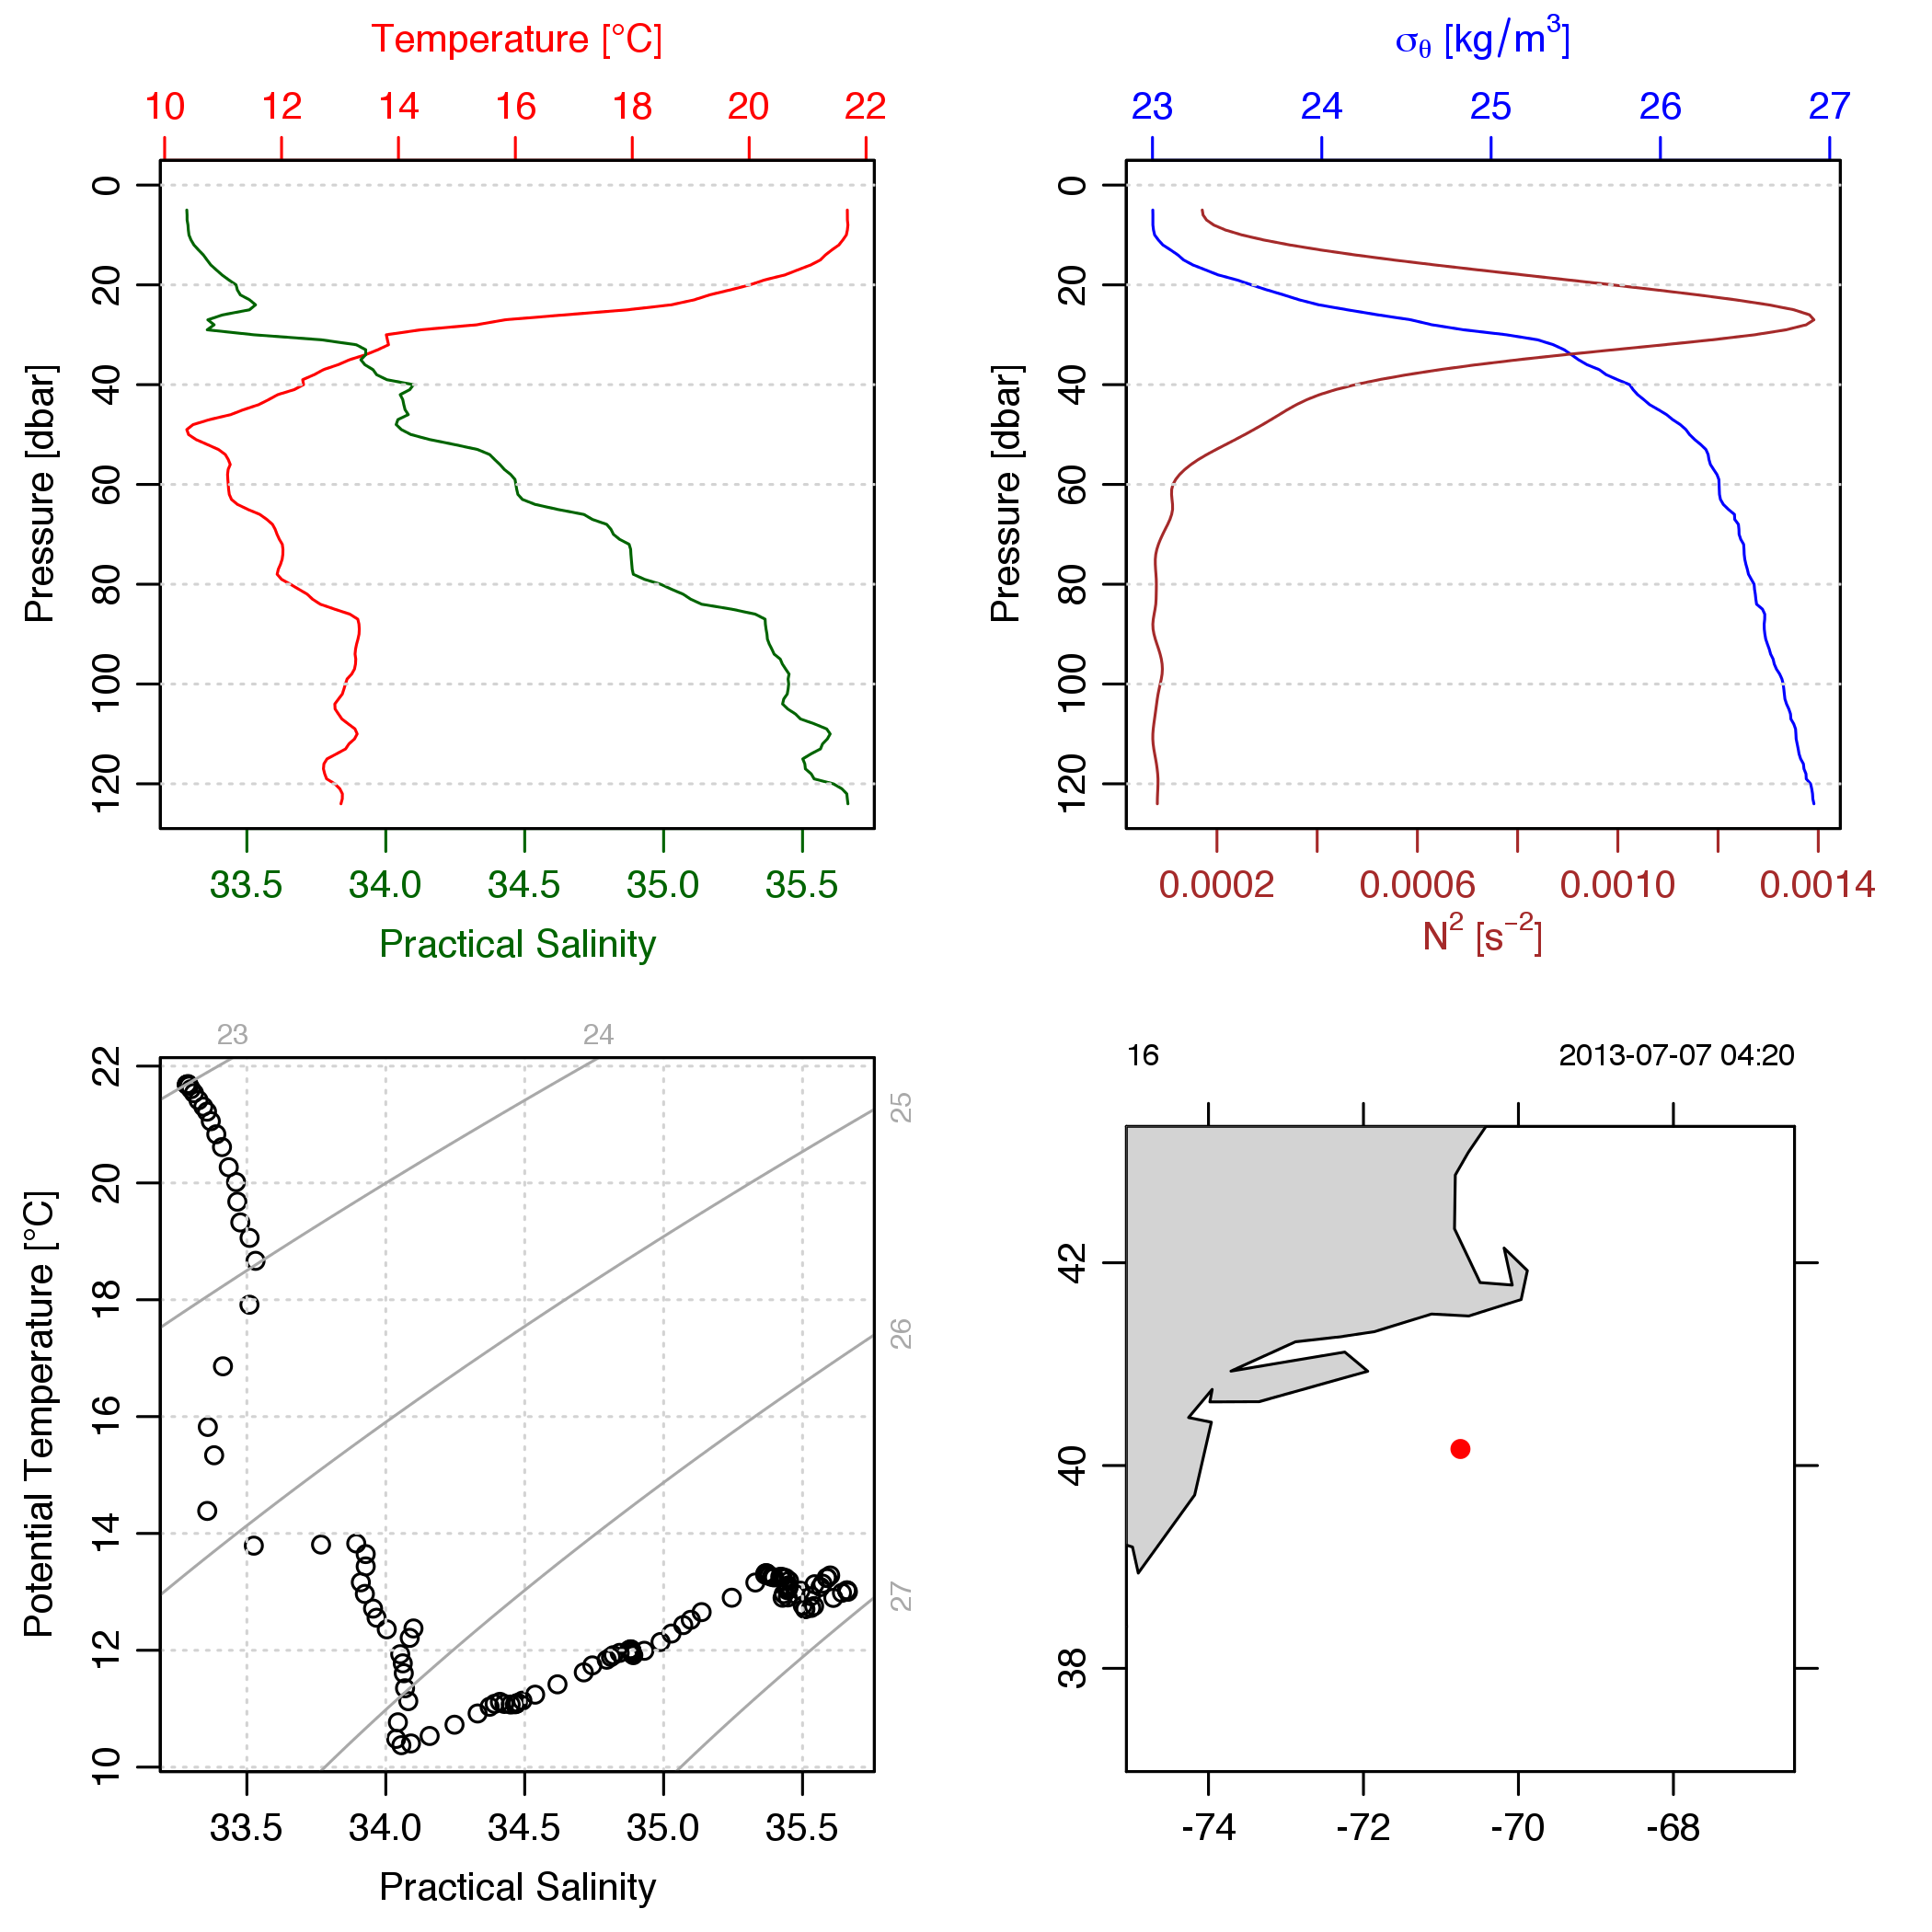 Temperature [°C]
10 12 14 16 18 20 22
0
20
40
60
80
100
120
Pressure [dbar]
33.5 34.0 34.5 35.0 35.5
Practical Salinity
σθ [kg/m³]
23 24 25 26 27
0
20
40
60
80
100
120
Pressure [dbar]
0.0002 0.0006 0.0010 0.0014
N² [s⁻²]
23 24
25
26
27
22
20
18
16
14
12
10
Potential Temperature [°C]
33.5 34.0 34.5 35.0 35.5
Practical Salinity
16 2013-07-07 04:20
42
40
38
-74 -72 -70 -68